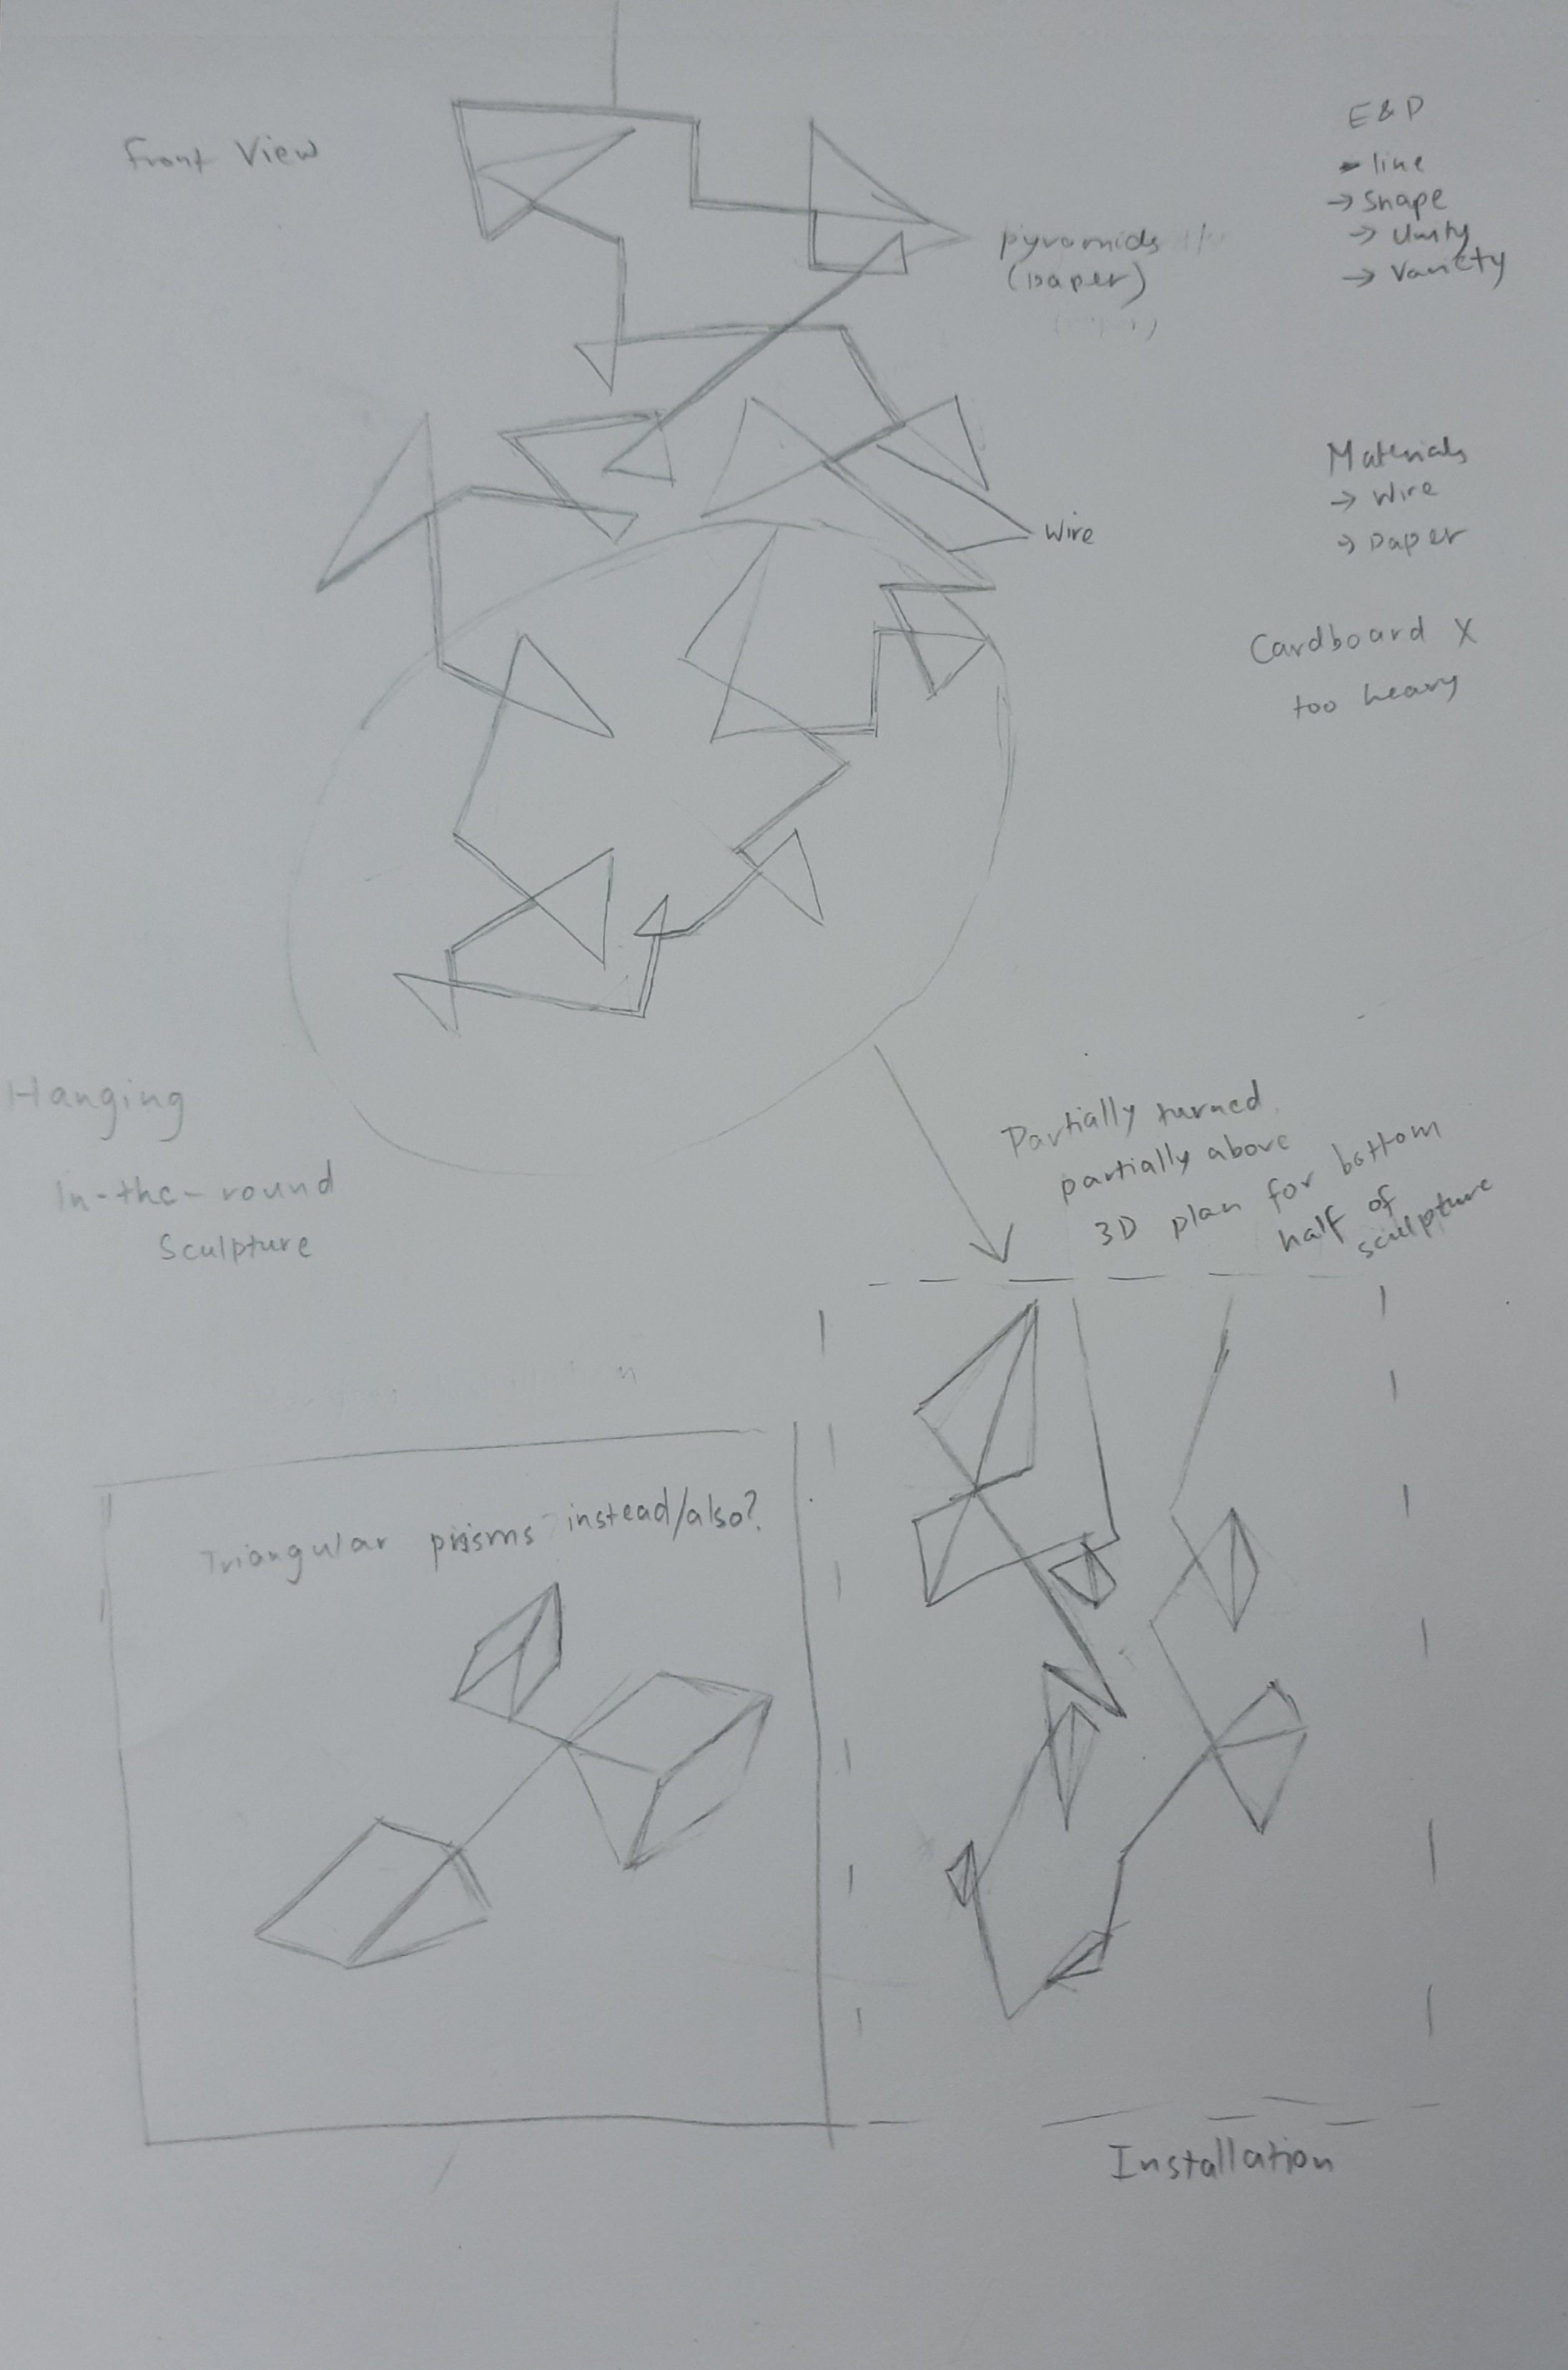 Front View
E & P
line
→ Shape
→ Unity
→ Variety
pyramids
(paper)
Materials
→ Wire
→ paper
Wire
Cardboard X
too heavy
Hanging
In-the-round
Sculpture
Partially turned
partially above
3D plan for bottom
half of
sculpture
Triangular prisms instead/also?
Installation